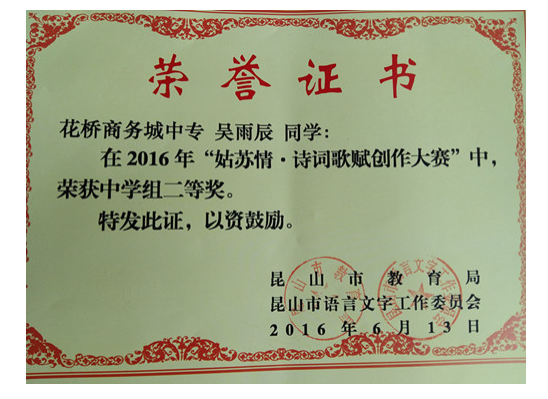 荣誉证书
花桥商务城中专 吴雨辰 同学：
在2016年“姑苏情·诗词歌赋创作大赛”中，
荣获中学组二等奖。
特发此证，以资鼓励。
昆山市教育局
昆山市语言文字工作委员会
2016年6月13日